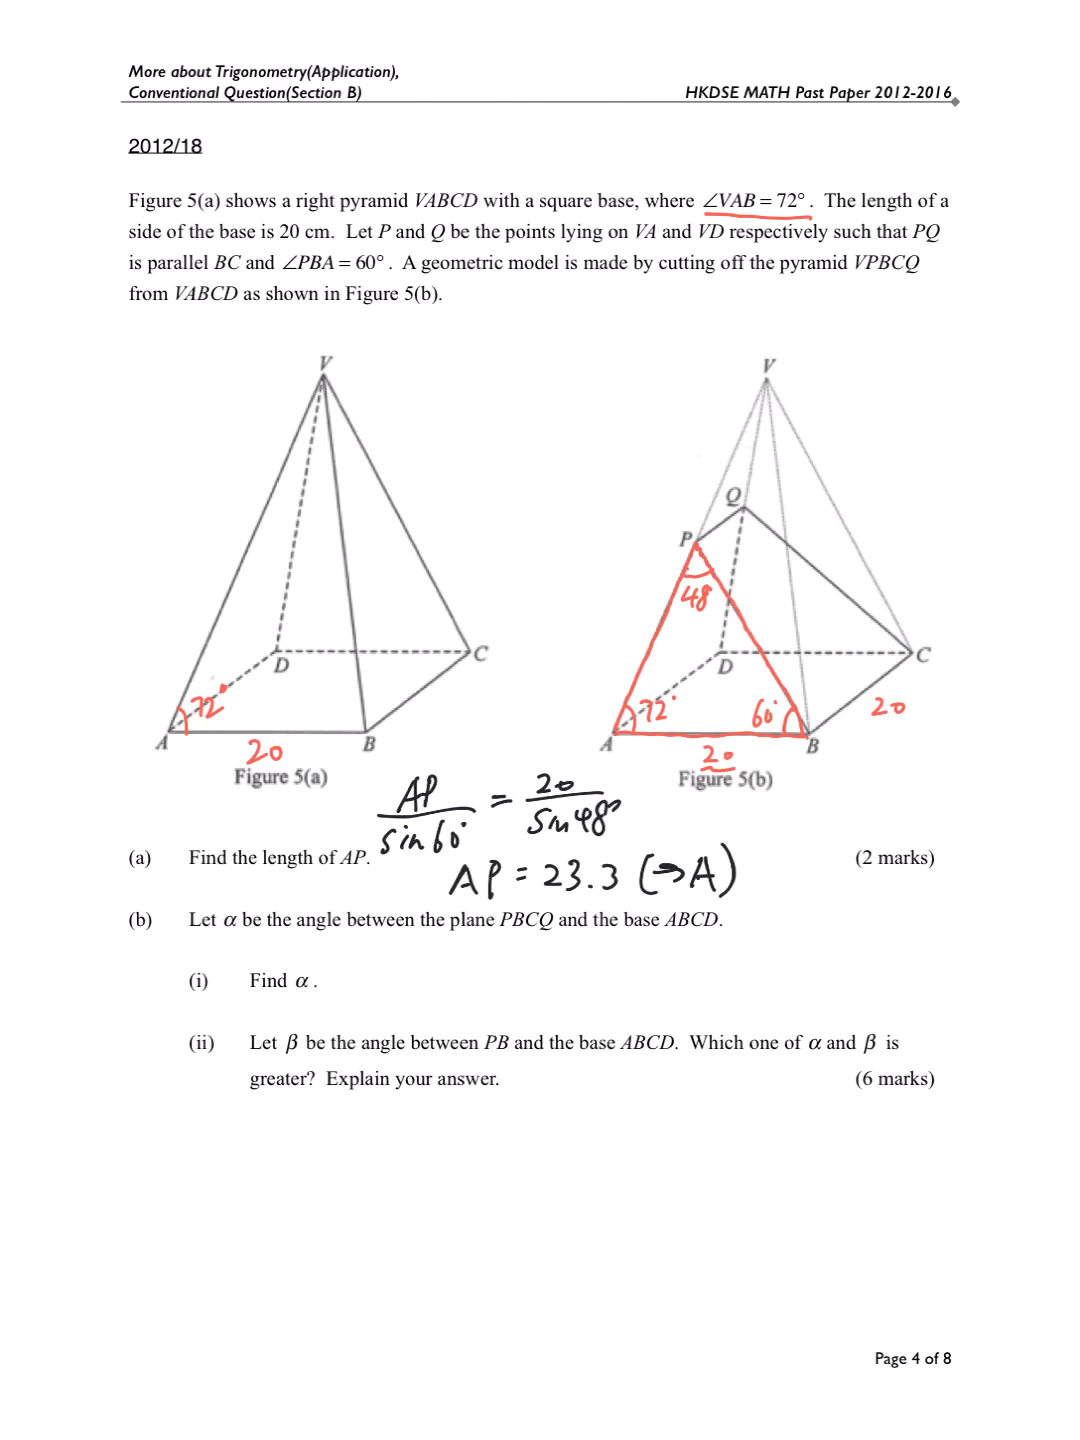 More about Trigonometry(Application),
Conventional Question(Section B) HKDSE MATH Past Paper 2012-2016
2012/18
Figure 5(a) shows a right pyramid VABCD with a square base, where ∠VAB = 72°. The length of a
side of the base is 20 cm. Let P and Q be the points lying on VA and VD respectively such that PQ
is parallel BC and ∠PBA = 60°. A geometric model is made by cutting off the pyramid VPBCQ
from VABCD as shown in Figure 5(b).
V V
Q
P
48
C C
D D
72° 72° 60° 20
A B A B
20 20
Figure 5(a) Figure 5(b)
AP / sin60° = 20 / sin48°
(a) Find the length of AP. (2 marks)
AP = 23.3 (→A)
(b) Let α be the angle between the plane PBCQ and the base ABCD.
(i) Find α.
(ii) Let β be the angle between PB and the base ABCD. Which one of α and β is
greater? Explain your answer. (6 marks)
Page 4 of 8